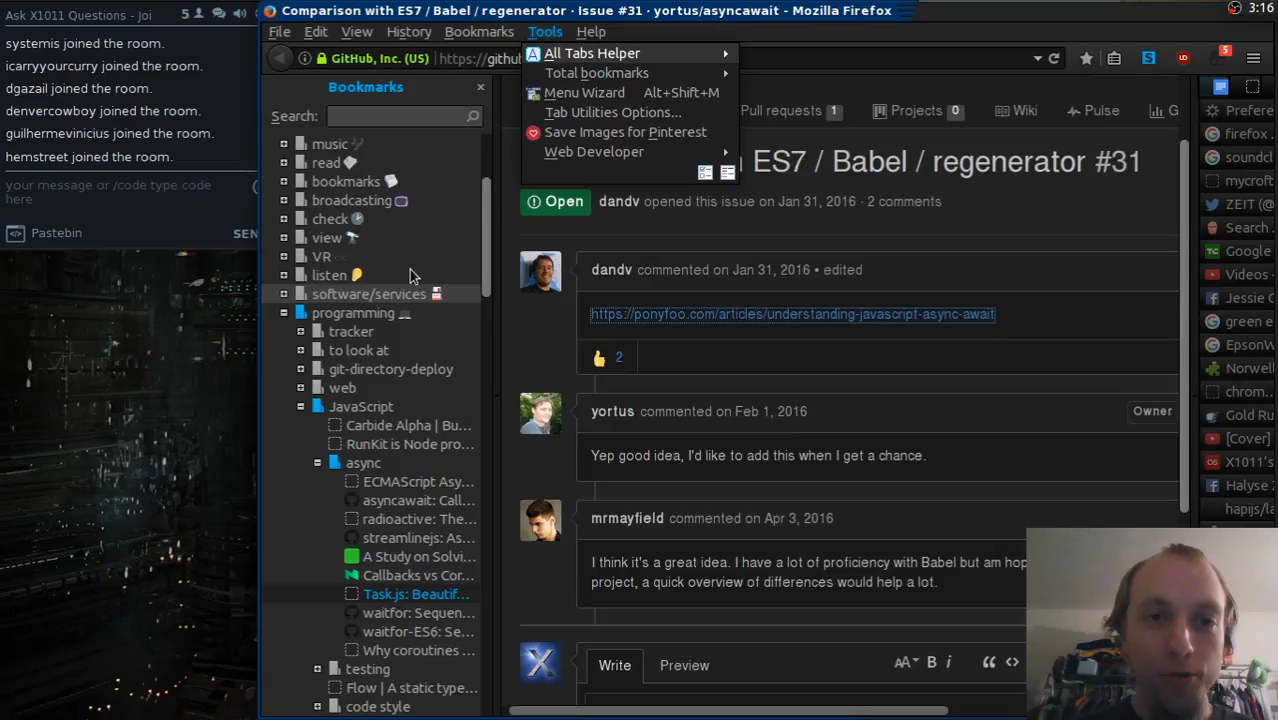 Ask X1011 Questions - Joi
5
systemis joined the room.
icarryyourcurry joined the room.
dgazail joined the room.
denvercowboy joined the room.
guilhermevinicius joined the room.
hemstreet joined the room.
your message or /code type code
here
Pastebin
SEN
Comparison with ES7 / Babel / regenerator · Issue #31 · yortus/asyncawait - Mozilla Firefox
3:16
File Edit View History Bookmarks Tools Help
GitHub, Inc. (US)
https://githu
5
All Tabs Helper
Total bookmarks
Menu Wizard Alt+Shift+M
Tab Utilities Options...
Save Images for Pinterest
Web Developer
Bookmarks
Search:
music
read
bookmarks
broadcasting
check
view
VR
listen
software/services
programming
tracker
to look at
git-directory-deploy
web
JavaScript
Carbide Alpha | Bu...
RunKit is Node pro...
async
ECMAScript Asy...
asyncawait: Call...
radioactive: The...
streamlinejs: As...
A Study on Solvi...
Callbacks vs Cor...
Task.js: Beautif...
waitfor: Sequen...
waitfor-ES6: Se...
Why coroutines ...
testing
Flow | A static type...
code style
Pull requests 1
Projects 0
Wiki
Pulse
G
ES7 / Babel / regenerator #31
Open
dandv opened this issue on Jan 31, 2016 · 2 comments
dandv commented on Jan 31, 2016 • edited
https://ponyfoo.com/articles/understanding-javascript-async-await
2
yortus commented on Feb 1, 2016
Owner
Yep good idea, I'd like to add this when I get a chance.
mrmayfield commented on Apr 3, 2016
I think it's a great idea. I have a lot of proficiency with Babel but am hop
project, a quick overview of differences would help a lot.
Write
Preview
AA B i
Prefere
firefox .
soundcl
mycroft
ZEIT (@
Search .
Google
Videos -
Jessie C
green e
EpsonW
Norwell
chrom..
Gold Ru
[Cover]
X1011's
Halyse 2
hapijs/la